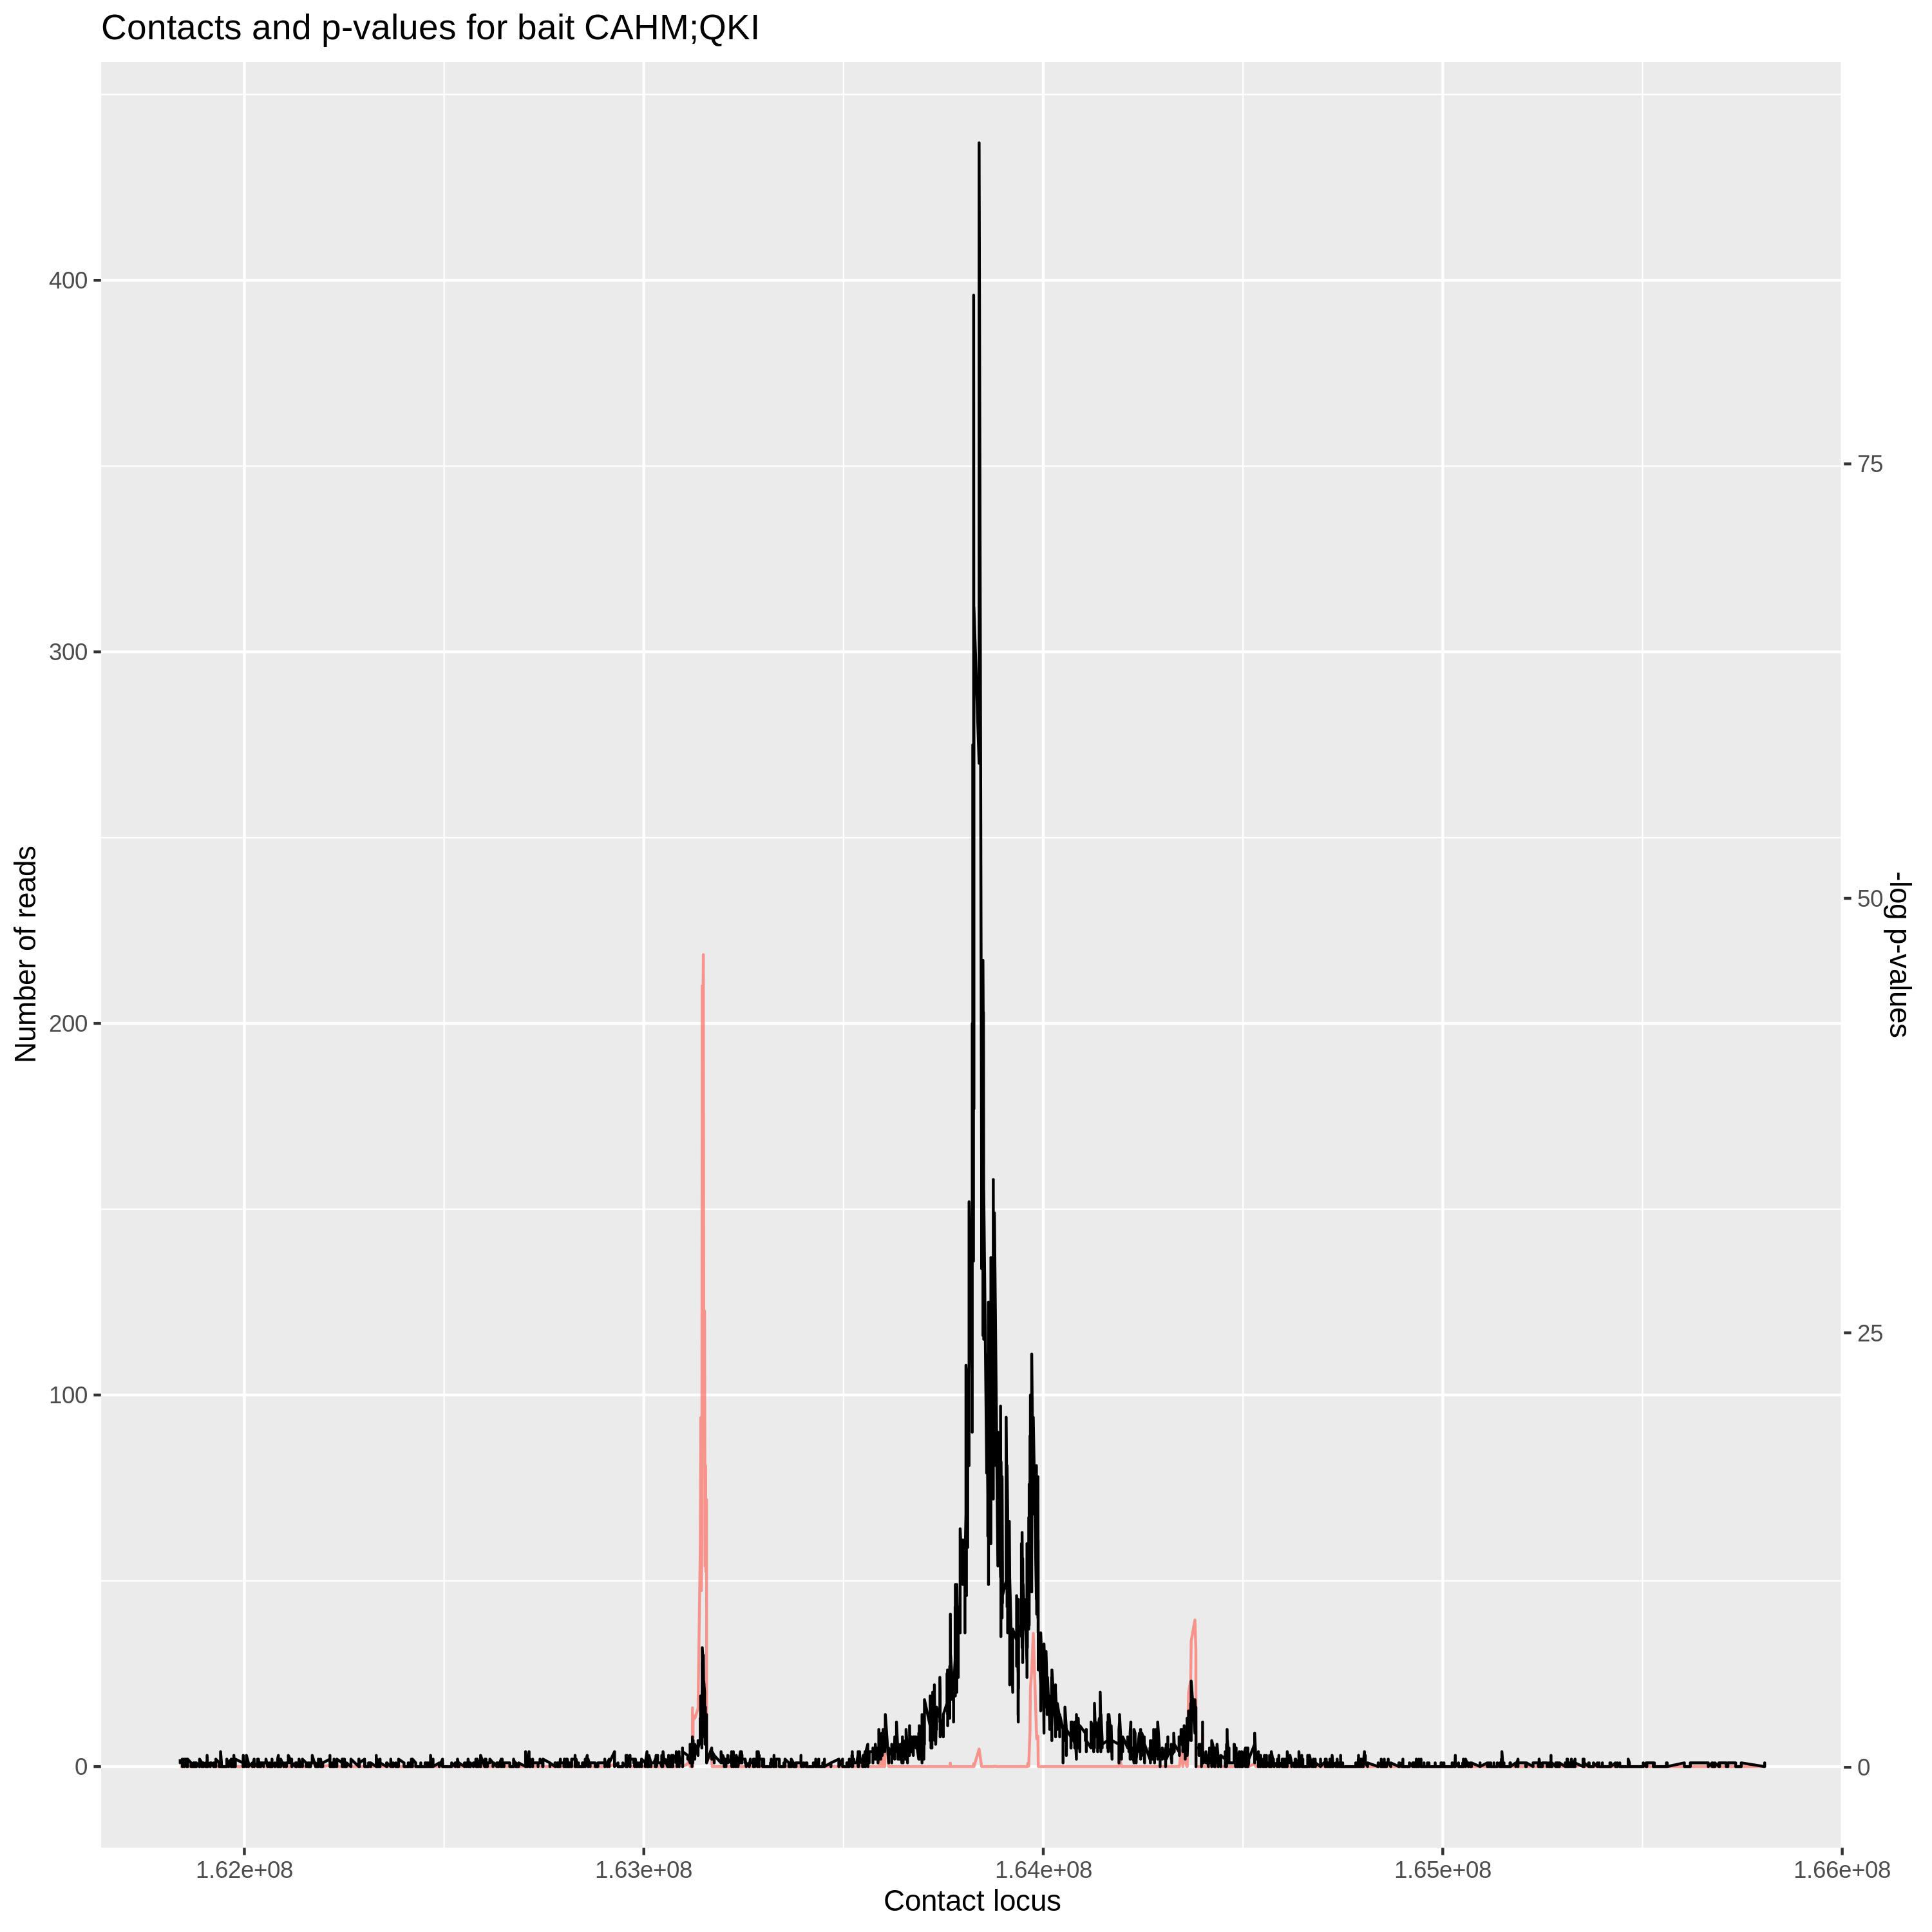 Contacts and p-values for bait CAHM;QKI
400
300
200
100
0
Number of reads
75
50
25
0
-log p-values
1.62e+08
1.63e+08
1.64e+08
1.65e+08
1.66e+08
Contact locus